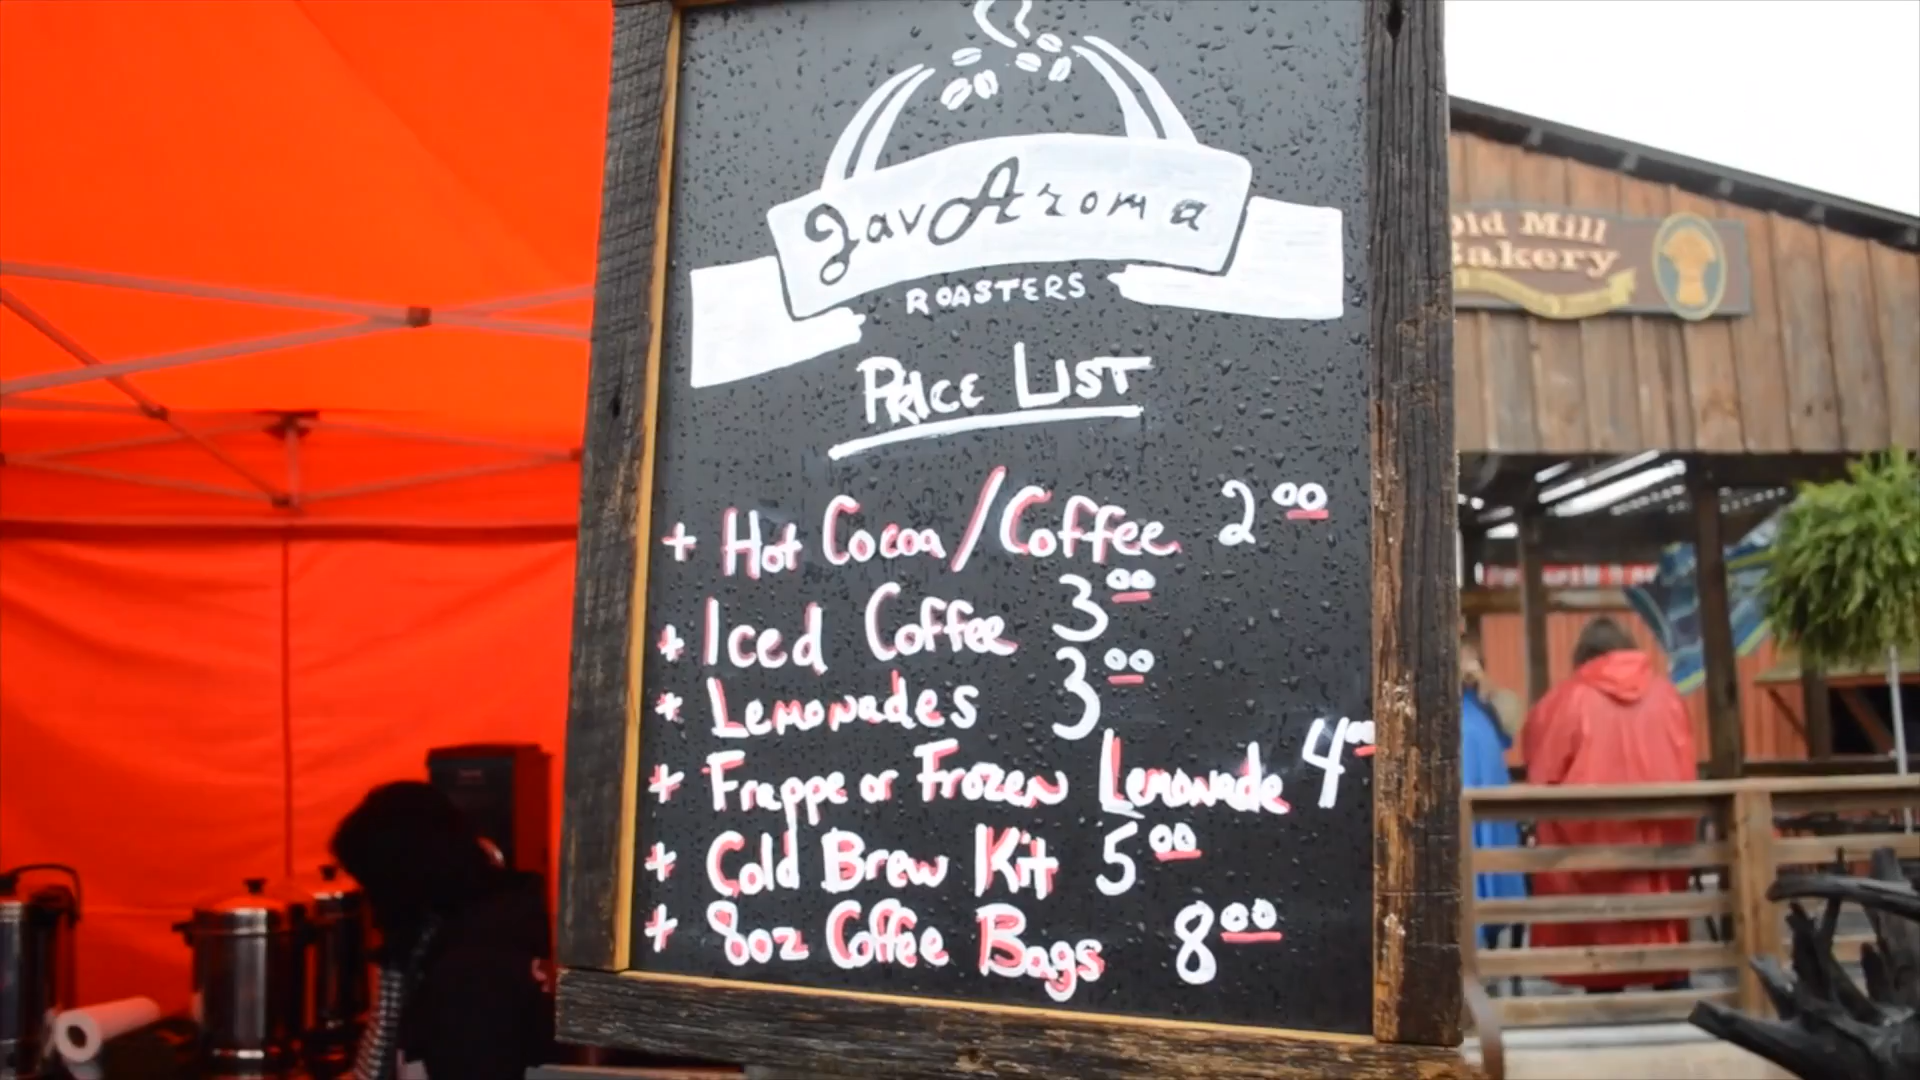 JavAroma
ROASTERS
PRICE LIST
+ Hot Cocoa/Coffee 2.00
+ Iced Coffee 3.00
+ Lemonades 3.00
+ Frappe or Frozen Lemonade 4.00
+ Cold Brew Kit 5.00
+ 8oz Coffee Bags 8.00
Old Mill
Bakery